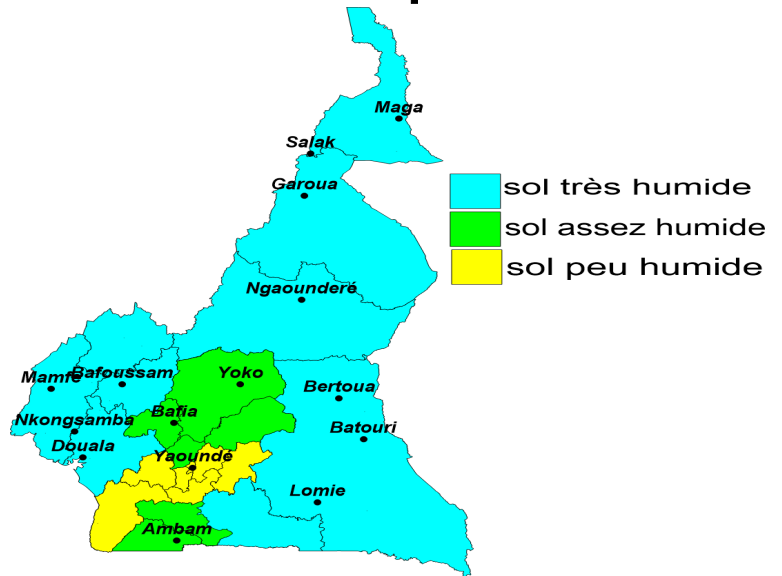 Maga
Salak
Garoua
sol très humide
sol assez humide
sol peu humide
Ngaounderé
Mamfe
Bafoussam
Yoko
Bertoua
Nkongsamba
Bafia
Batouri
Douala
Yaoundé
Lomie
Ambam